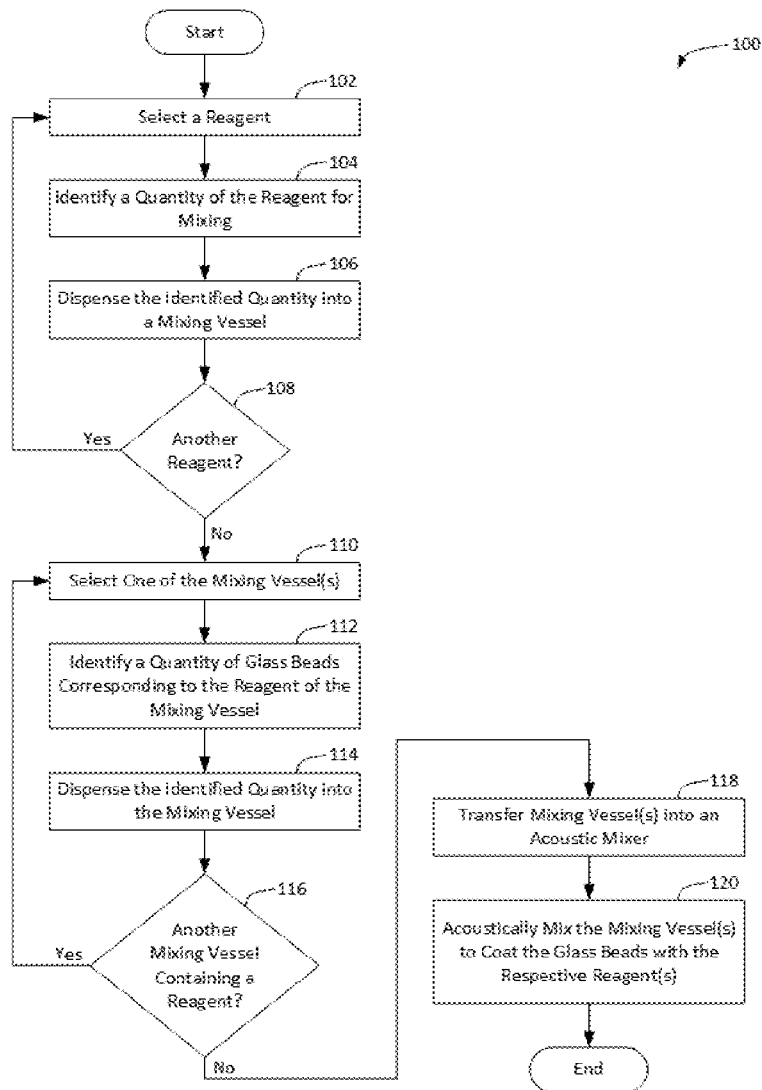 Start
100
102
Select a Reagent
104
Identify a Quantity of the Reagent for
Mixing
106
Dispense the Identified Quantity into
a Mixing Vessel
108
Another
Reagent?
Yes
No
110
Select One of the Mixing Vessel(s)
112
Identify a Quantity of Glass Beads
Corresponding to the Reagent of the
Mixing Vessel
114
Dispense the Identified Quantity into
the Mixing Vessel
116
Another
Mixing Vessel
Containing a
Reagent?
Yes
No
118
Transfer Mixing Vessel(s) into an
Acoustic Mixer
120
Acoustically Mix the Mixing Vessel(s)
to Coat the Glass Beads with the
Respective Reagent(s)
End